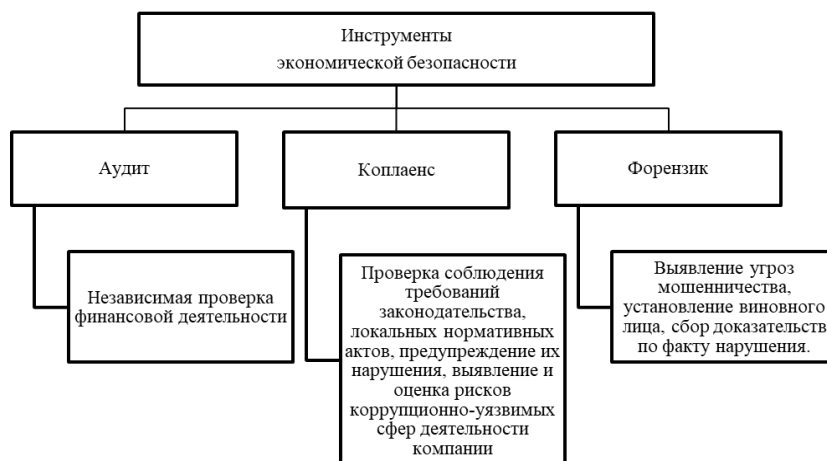 Инструменты
экономической безопасности
Аудит
Коплаенс
Форензик
Независимая проверка
финансовой деятельности
Проверка соблюдения
требований
законодательства,
локальных нормативных
актов, предупреждение их
нарушения, выявление и
оценка рисков
коррупционно-уязвимых
сфер деятельности
компании
Выявление угроз
мошенничества,
установление виновного
лица, сбор доказательств
по факту нарушения.